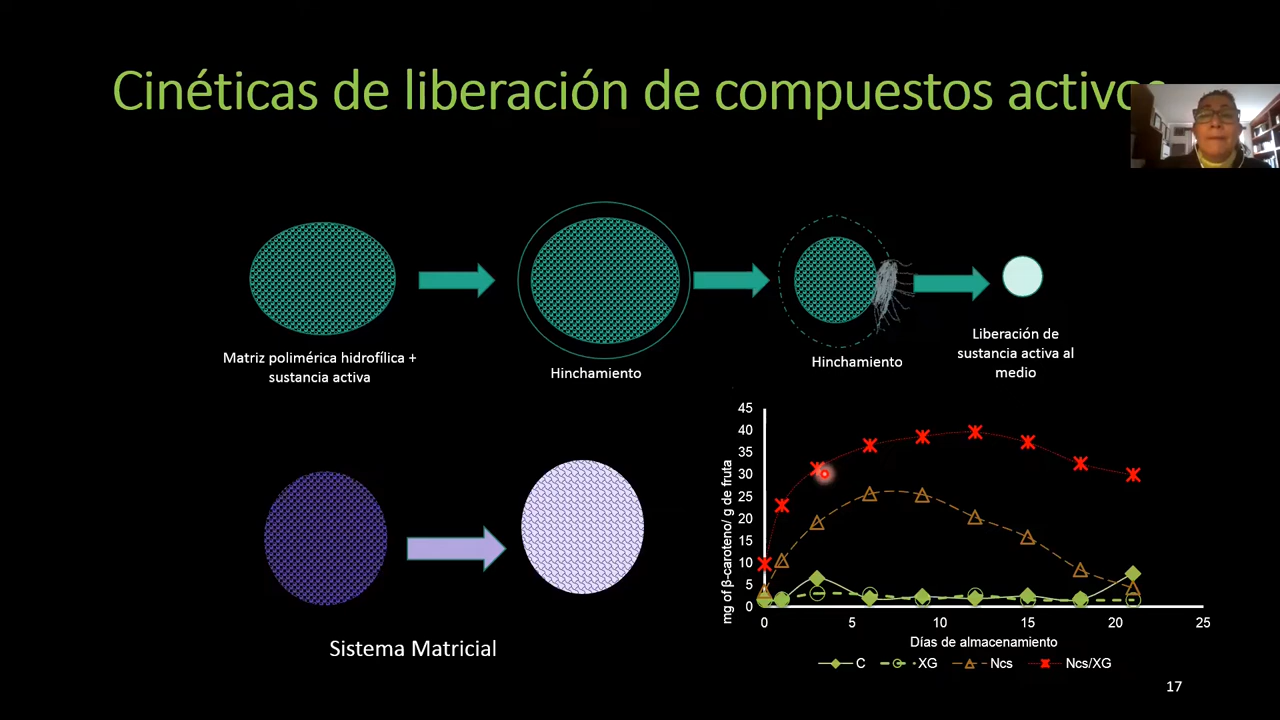 Cinéticas de liberación de compuestos activos
Matriz polimérica hidrofílica +
sustancia activa
Hinchamiento
Hinchamiento
Liberación de
sustancia activa al
medio
Sistema Matricial
mg of β-caroteno/ g de fruta
45
40
35
30
25
20
15
10
5
0
0 5 10 15 20 25
Días de almacenamiento
C XG Ncs Ncs/XG
17